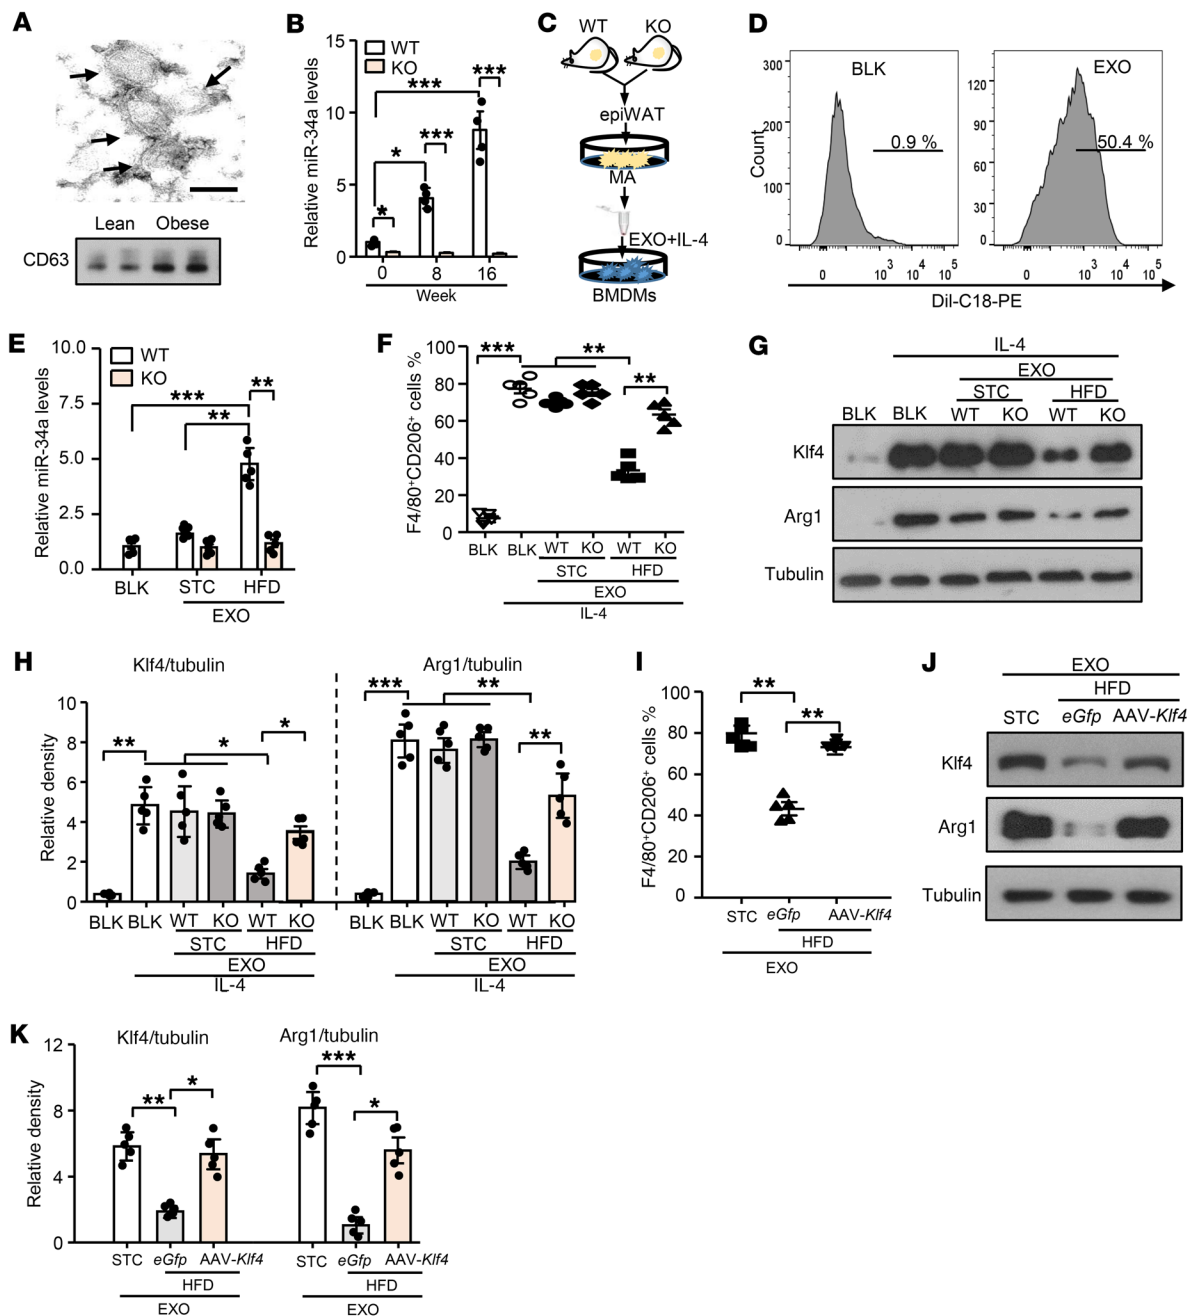 A
Lean Obese
CD63
B
WT
KO
***
***
***
*
*
Relative miR-34a levels
15
10
5
0
0 8 16
Week
C
WT KO
epiWAT
MA
EXO+IL-4
BMDMs
D
BLK
0.9 %
Count
300
200
100
0
0 10³ 10⁴ 10⁵
EXO
50.4 %
120
90
60
30
0
0 10³ 10⁴ 10⁵
Dil-C18-PE
E
WT
KO
***
**
**
Relative miR-34a levels
10.0
7.5
5.0
2.5
0.0
BLK STC HFD
EXO
F
***
**
**
F4/80⁺CD206⁺ cells %
100
80
60
40
20
0
BLK BLK WT KO WT KO
STC HFD
EXO
IL-4
G
IL-4
EXO
STC HFD
BLK BLK WT KO WT KO
Klf4
Arg1
Tubulin
H
Klf4/tubulin
Relative density
10
8
6
4
2
0
**
*
*
BLK BLK WT KO WT KO
STC HFD
EXO
IL-4
Arg1/tubulin
***
**
**
BLK BLK WT KO WT KO
STC HFD
EXO
IL-4
I
**
**
F4/80⁺CD206⁺ cells %
100
80
60
40
20
0
STC eGfp AAV-Klf4
HFD
EXO
J
EXO
HFD
STC eGfp AAV-Klf4
Klf4
Arg1
Tubulin
K
Klf4/tubulin
Relative density
12
8
4
0
**
*
STC eGfp AAV-Klf4
HFD
EXO
Arg1/tubulin
***
*
STC eGfp AAV-Klf4
HFD
EXO